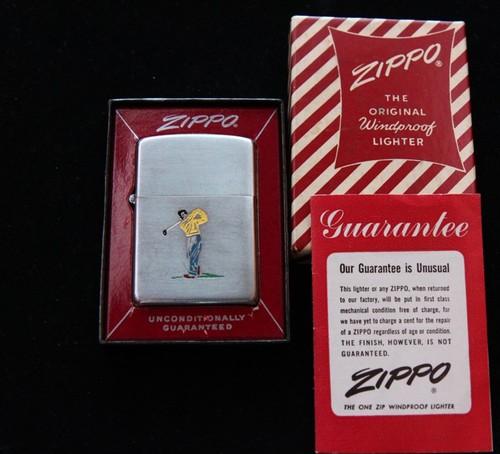 ZIPPO®
THE
ORIGINAL
Windproof
LIGHTER
ZIPPO®
UNCONDITIONALLY
GUARANTEED
Guarantee
Our Guarantee is Unusual
This lighter or any ZIPPO, when returned
to our factory, will be put in first class
mechanical condition free of charge, for
we have yet to charge a cent for the repair
of a ZIPPO regardless of age or condition.
THE FINISH, HOWEVER, IS NOT
GUARANTEED.
ZIPPO®
THE ONE ZIP WINDPROOF LIGHTER